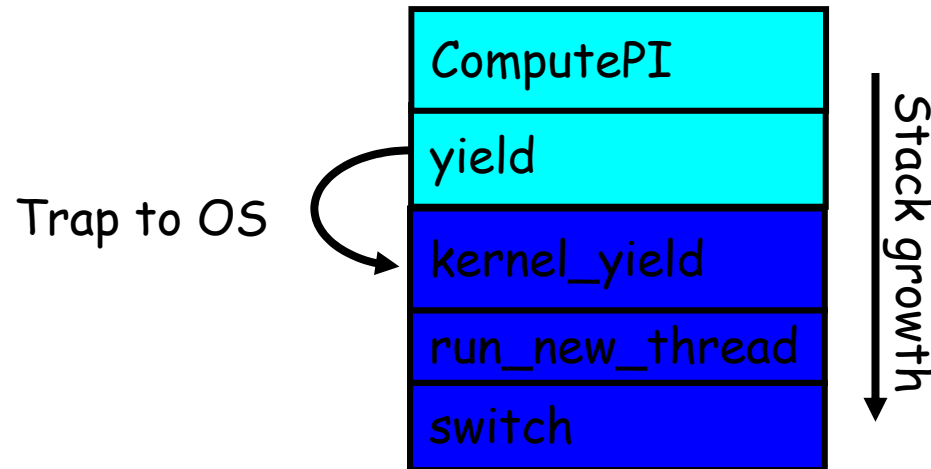 ComputePI
yield
Trap to OS
kernel_yield
run_new_thread
switch
Stack growth